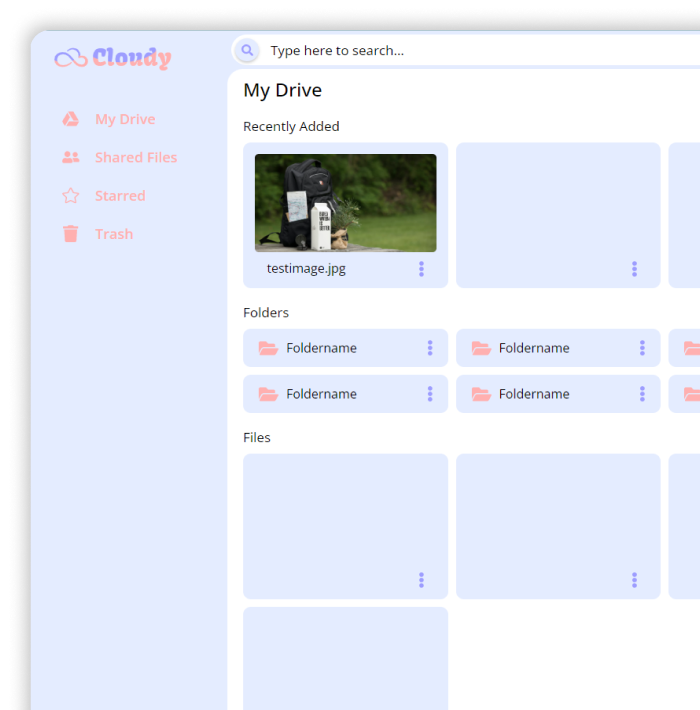 Cloudy
Type here to search...
My Drive
Shared Files
Starred
Trash
My Drive
Recently Added
testimage.jpg
Folders
Foldername
Foldername
Foldername
Foldername
Files